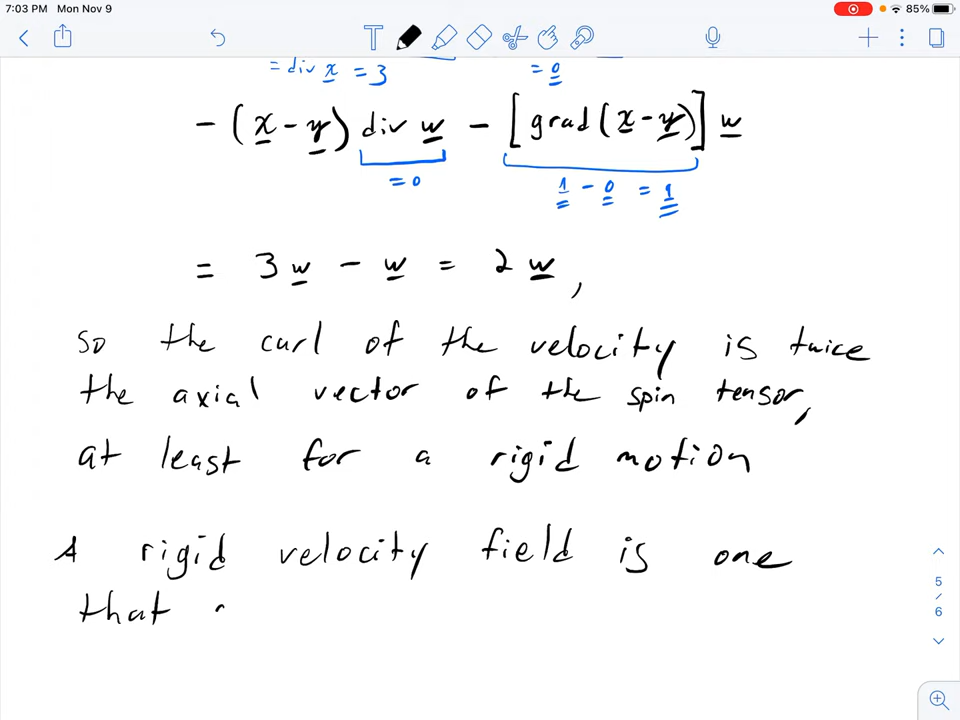 7:03 PM Mon Nov 9
85%
= div x = 3
= 0
- (x - y) div w - [grad (x - y)] w
= 0
1 - 0 = 1
= 3 w - w = 2 w ,
so the curl of the velocity is twice
the axial vector of the spin tensor,
at least for a rigid motion
A rigid velocity field is one
that
5
/
6